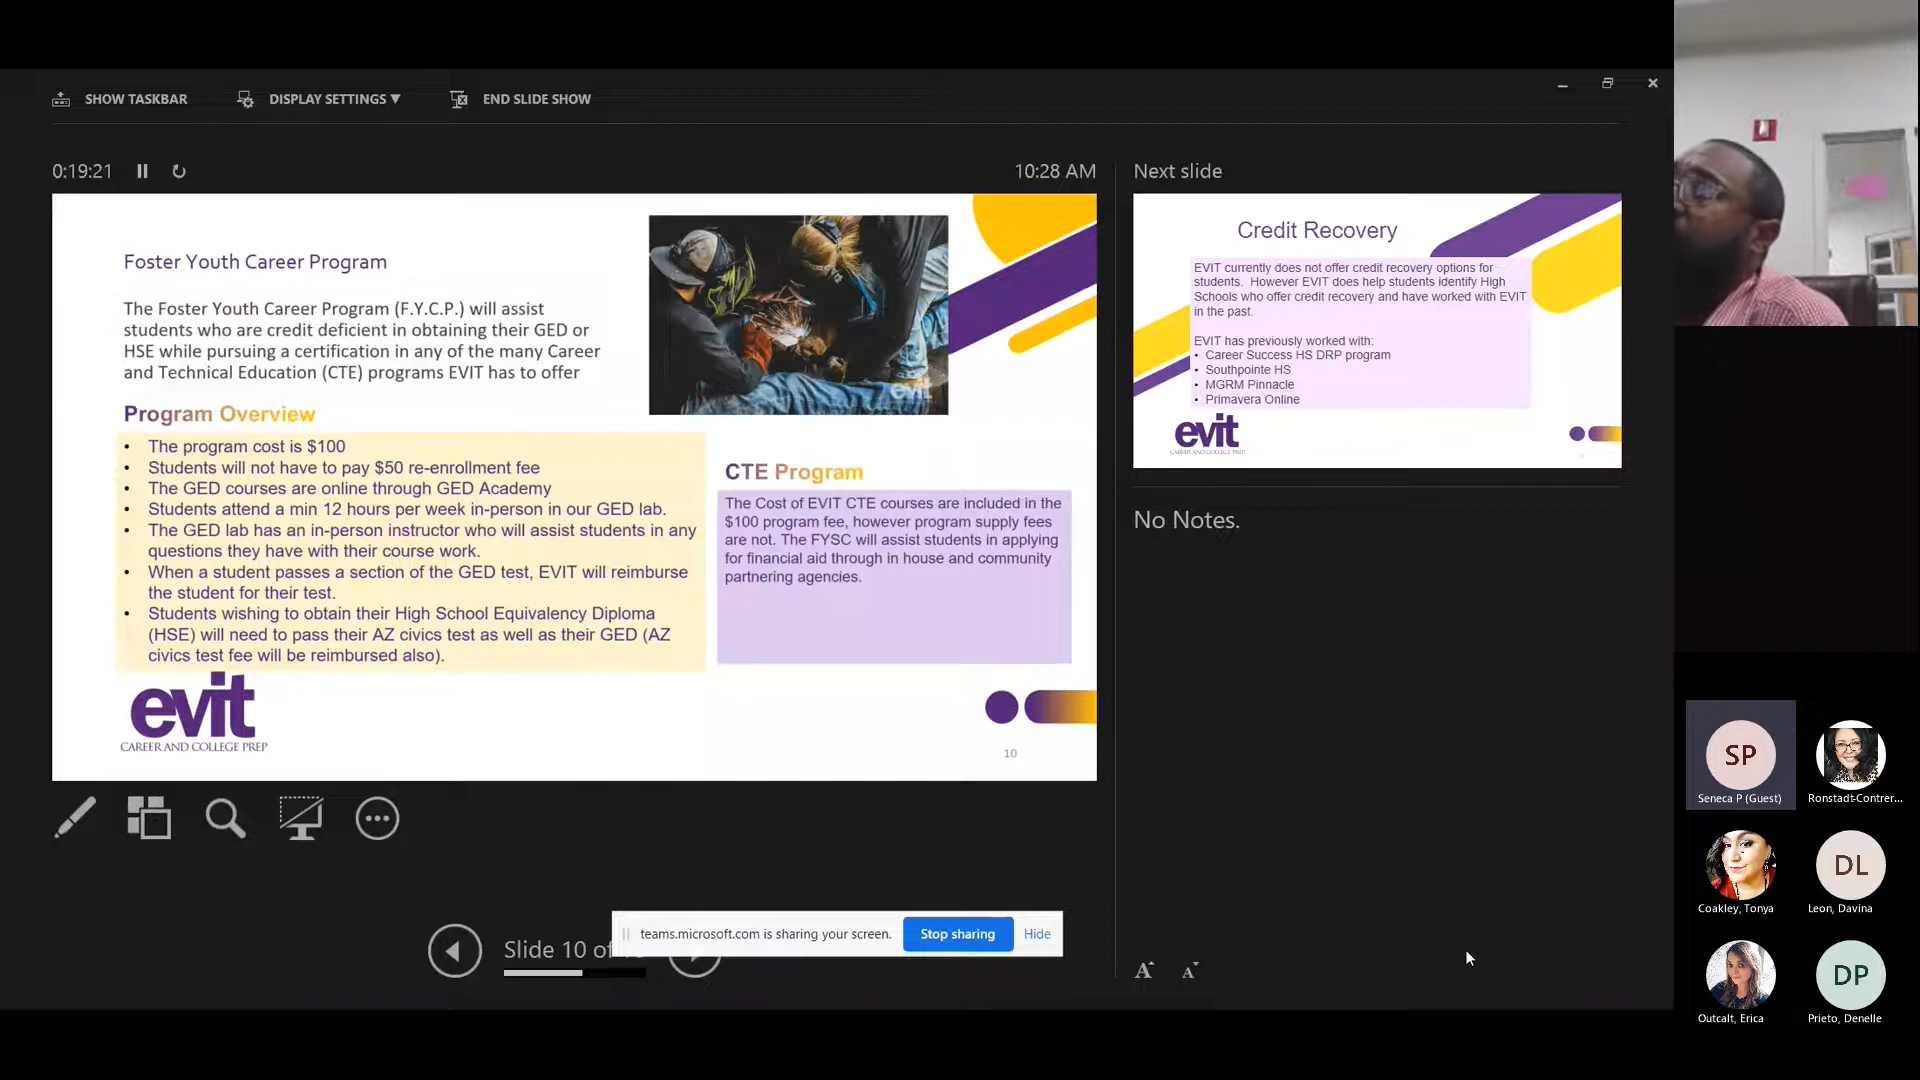 SHOW TASKBAR
DISPLAY SETTINGS ▼
END SLIDE SHOW
0:19:21
10:28 AM
Foster Youth Career Program
The Foster Youth Career Program (F.Y.C.P.) will assist
students who are credit deficient in obtaining their GED or
HSE while pursuing a certification in any of the many Career
and Technical Education (CTE) programs EVIT has to offer
Program Overview
• The program cost is $100
• Students will not have to pay $50 re-enrollment fee
• The GED courses are online through GED Academy
• Students attend a min 12 hours per week in-person in our GED lab.
• The GED lab has an in-person instructor who will assist students in any
questions they have with their course work.
• When a student passes a section of the GED test, EVIT will reimburse
the student for their test.
• Students wishing to obtain their High School Equivalency Diploma
(HSE) will need to pass their AZ civics test as well as their GED (AZ
civics test fee will be reimbursed also).
CTE Program
The Cost of EVIT CTE courses are included in the
$100 program fee, however program supply fees
are not. The FYSC will assist students in applying
for financial aid through in house and community
partnering agencies.
evit
CAREER AND COLLEGE PREP
10
Next slide
Credit Recovery
EVIT currently does not offer credit recovery options for
students. However EVIT does help students identify High
Schools who offer credit recovery and have worked with EVIT
in the past.
EVIT has previously worked with:
• Career Success HS DRP program
• Southpointe HS
• MGRM Pinnacle
• Primavera Online
evit
CAREER AND COLLEGE PREP
No Notes.
Slide 10 of
teams.microsoft.com is sharing your screen.
Stop sharing
Hide
A A
SP
Seneca P (Guest)
Ronstadt-Contrer...
Coakley, Tonya
DL
Leon, Davina
Outcalt, Erica
DP
Prieto, Denelle